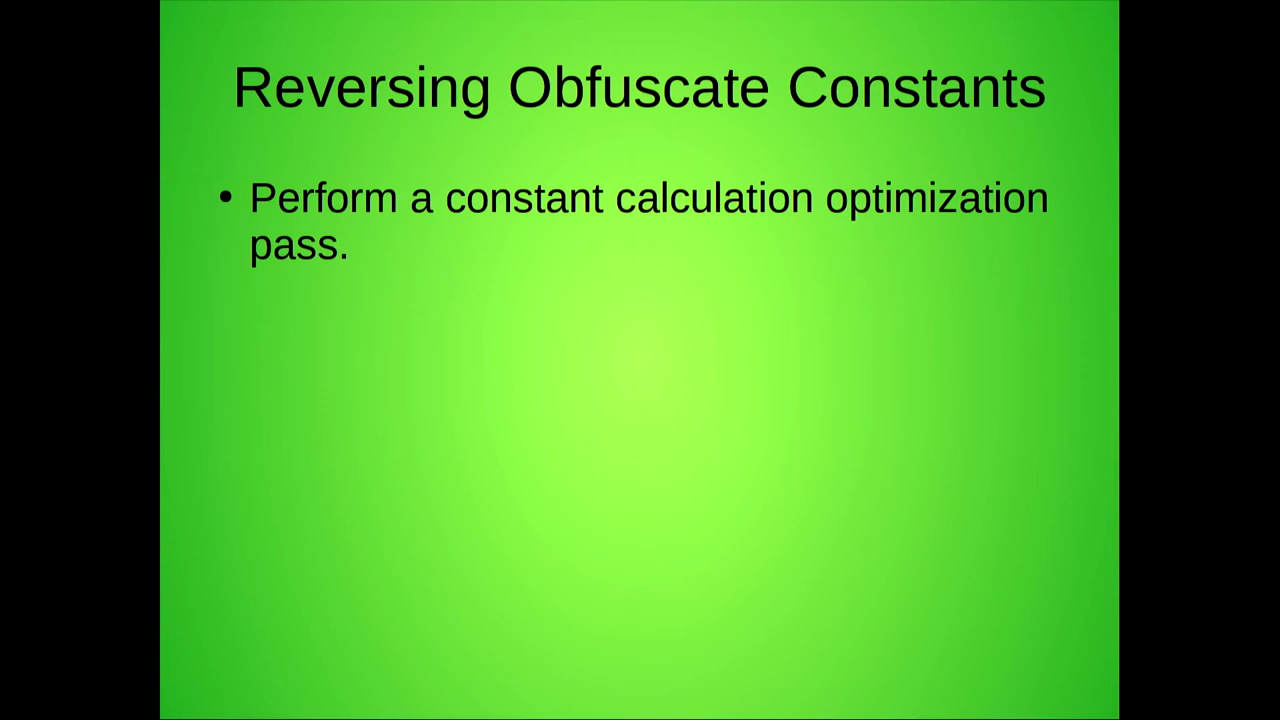 Reversing Obfuscate Constants
• Perform a constant calculation optimization
pass.